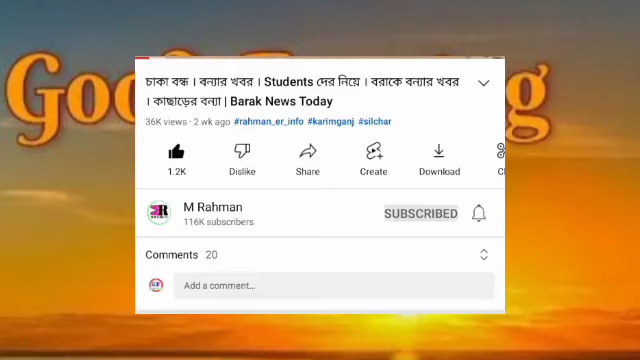 চাকা বন্ধ । বন্যার খবর । Students দের নিয়ে । বরাকে বন্যার খবর
। কাছাড়ের বন্যা | Barak News Today
36K views · 2 wk ago #rahman_er_info #karimganj #silchar
1.2K Dislike Share Create Download
M Rahman
116K subscribers
SUBSCRIBED
Comments 20
Add a comment...